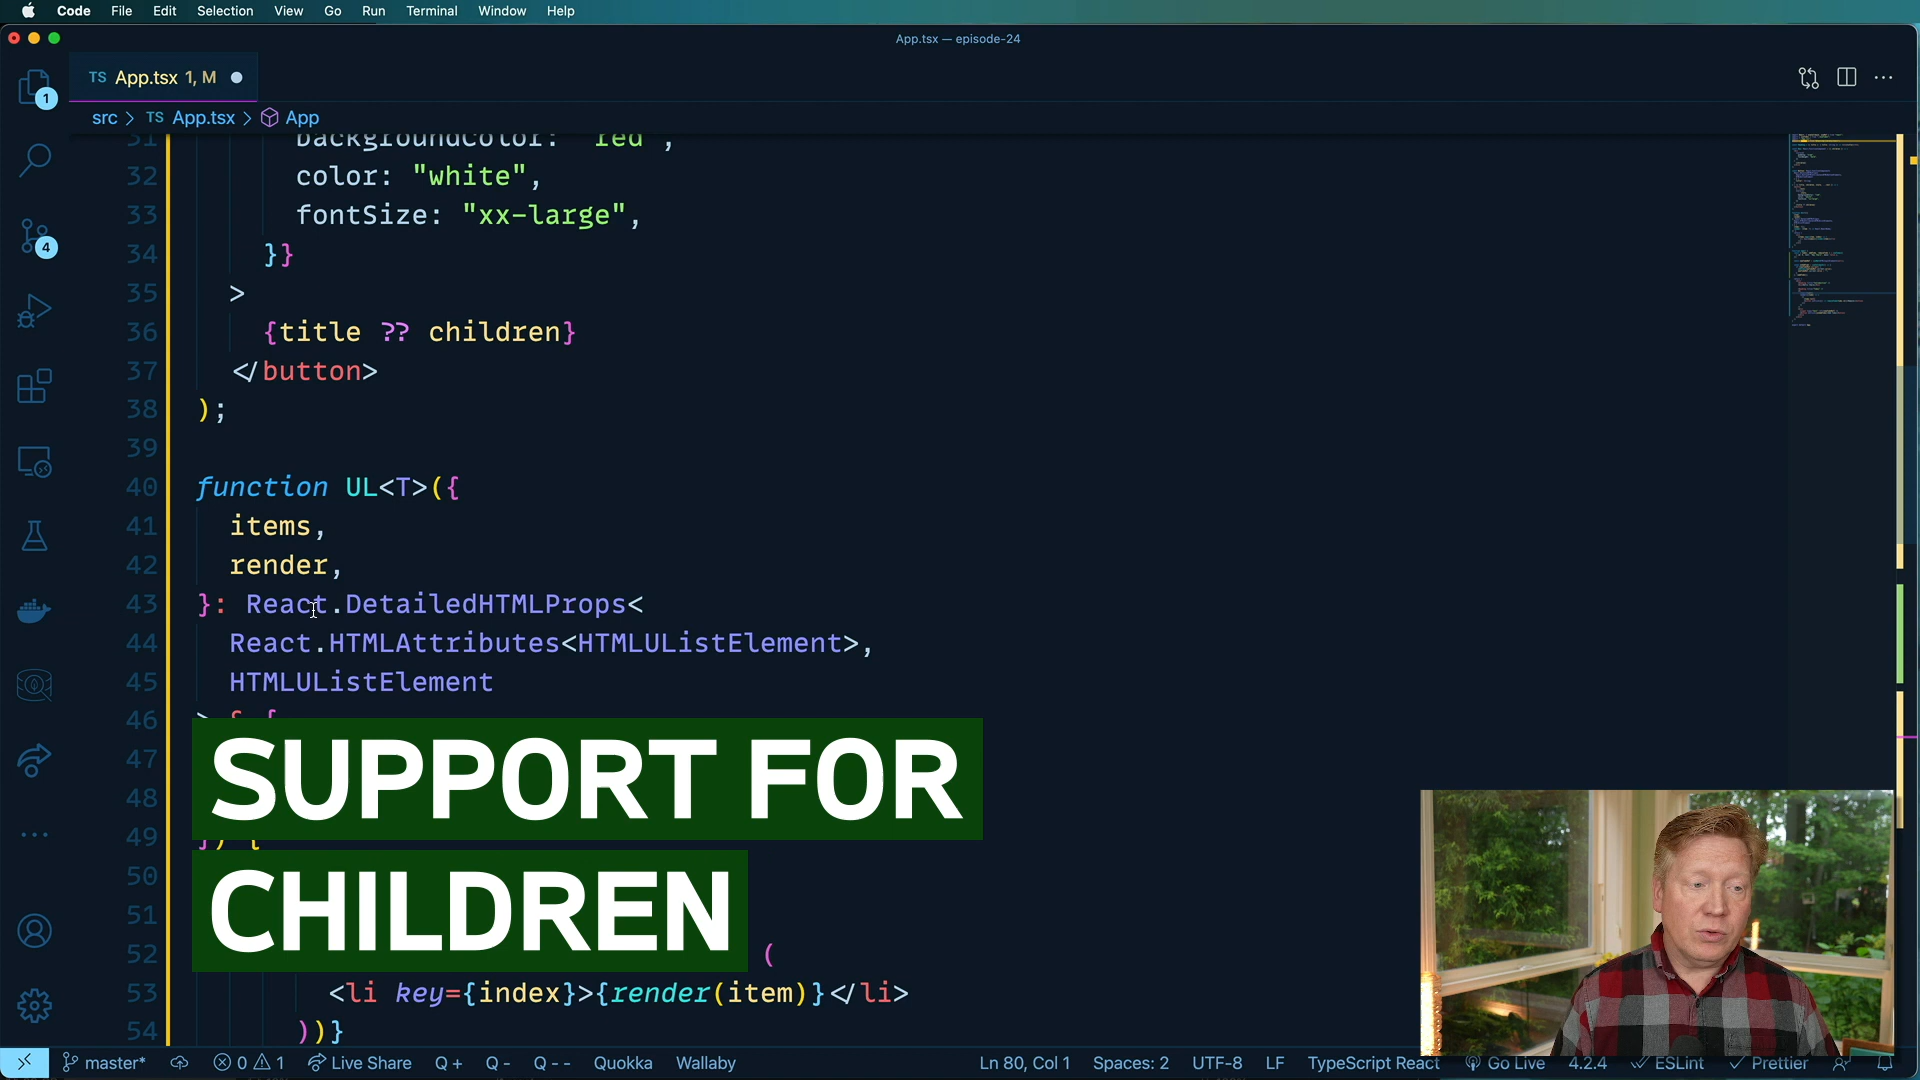 Code File Edit Selection View Go Run Terminal Window Help
App.tsx — episode-24
TS App.tsx 1, M
1
src > TS App.tsx > App
31 backgroundColor: "red",
32 color: "white",
33 fontSize: "xx-large",
34 }}
35 >
36 {title ?? children}
37 </button>
38 );
39
40 function UL<T>({
41 items,
42 render,
43 }: React.DetailedHTMLProps<
44 React.HTMLAttributes<HTMLUListElement>,
45 HTMLUListElement
46 > & {
47
48
49 }) {
50
51
52 (
53 <li key={index}>{render(item)}</li>
54 ))}
4
SUPPORT FOR
CHILDREN
master* 0 1 Live Share Q + Q - Q - - Quokka Wallaby Ln 80, Col 1 Spaces: 2 UTF-8 LF TypeScript React Go Live 4.2.4 ESLint Prettier